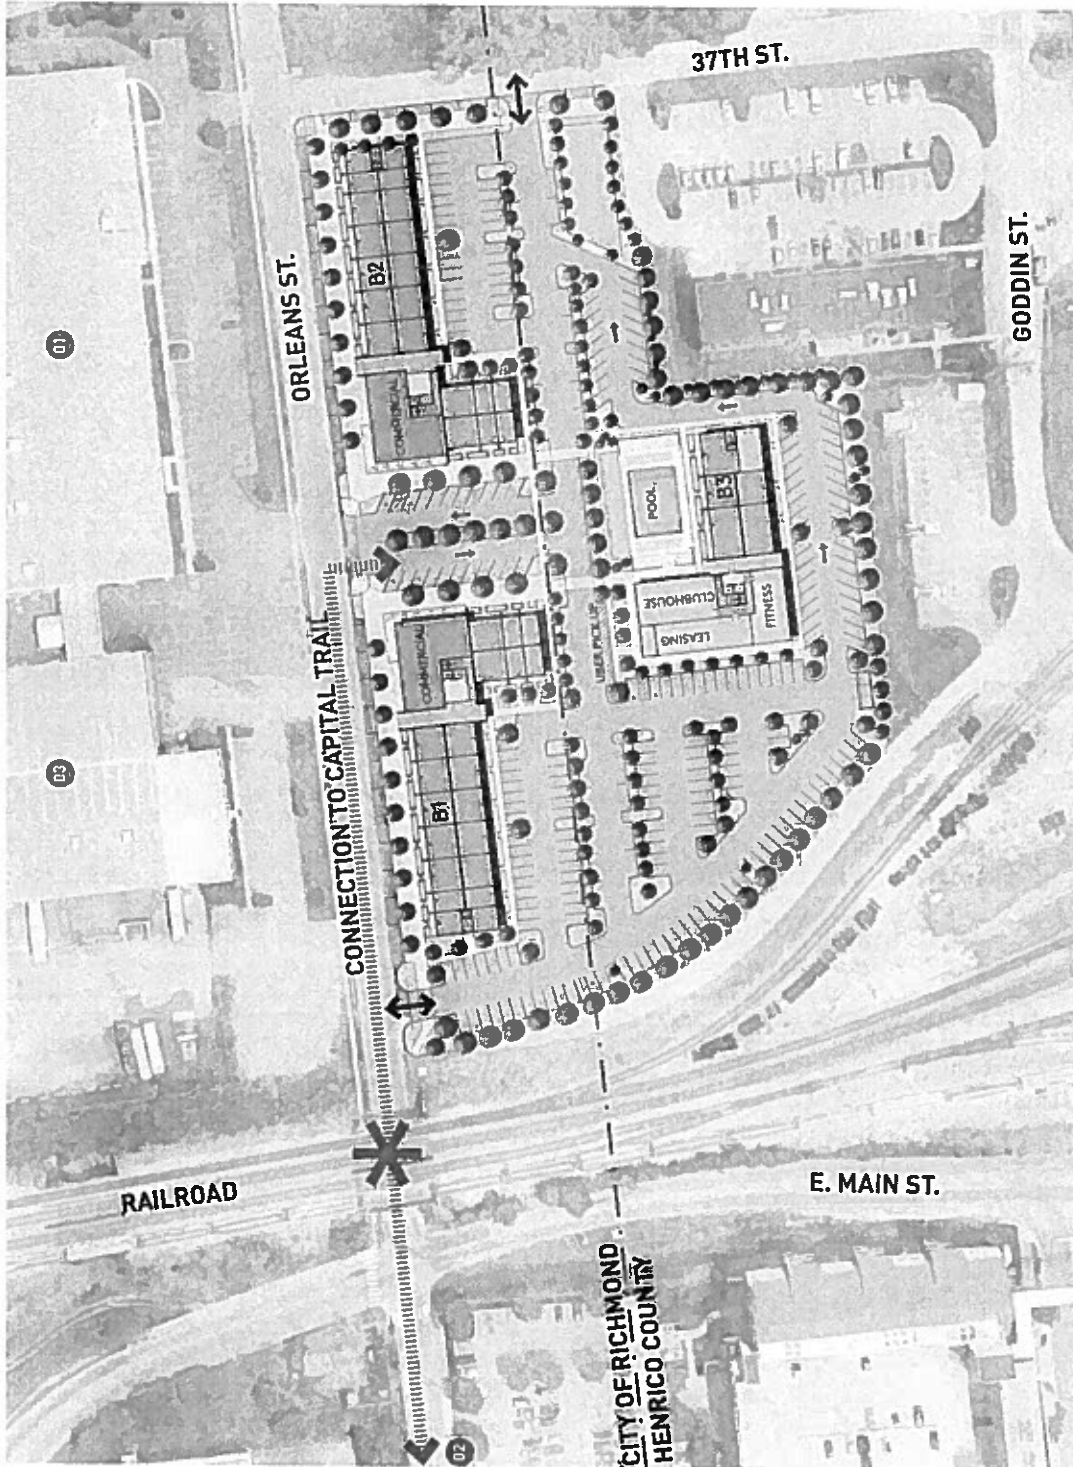 37TH ST.
GODDIN ST.
ORLEANS ST.
B2
01
COMMERCIAL
POOL
B3
CLUBHOUSE
LEASING
FITNESS
UBER PICK UP
COMMERCIAL
CONNECTION TO CAPITAL TRAIL
03
B1
RAILROAD
E. MAIN ST.
CITY OF RICHMOND
HENRICO COUNTY
02